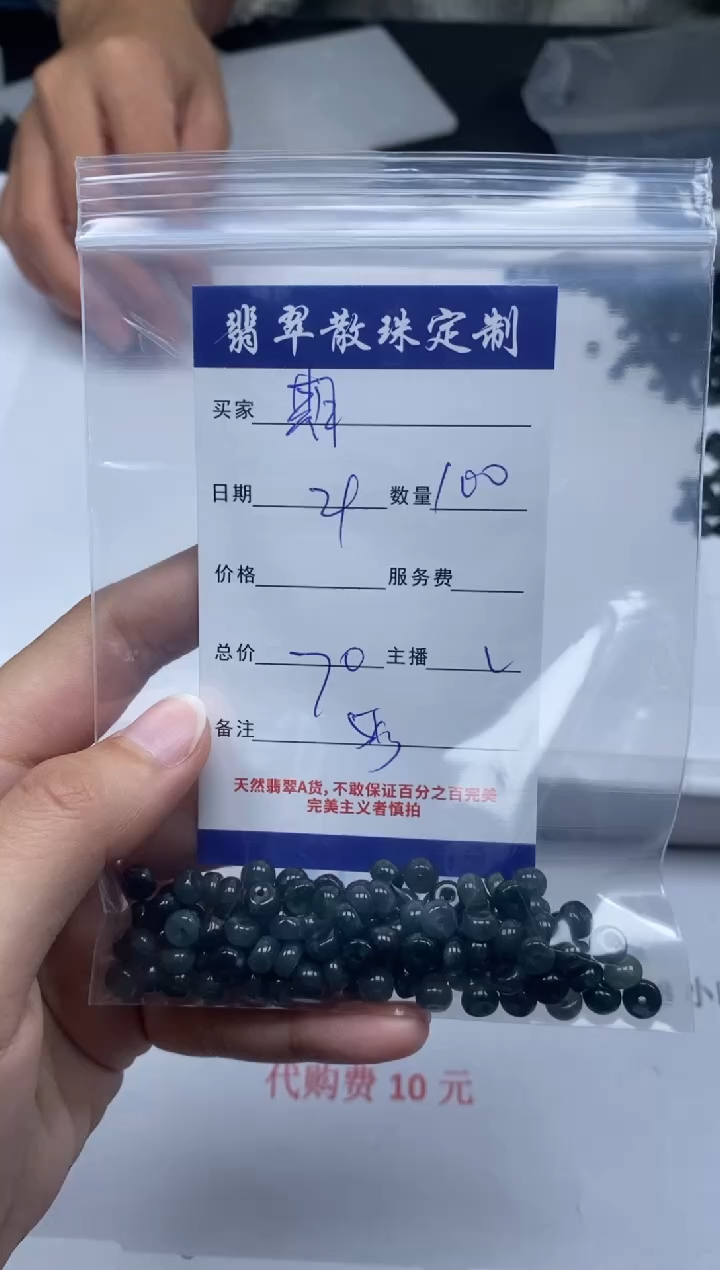 翡翠散珠定制
买家 期
日期 24 数量 100
价格 服务费
总价 70 主播 L
备注
天然翡翠A货,不敢保证百分之百完美
完美主义者慎拍
小
代购费 10 元